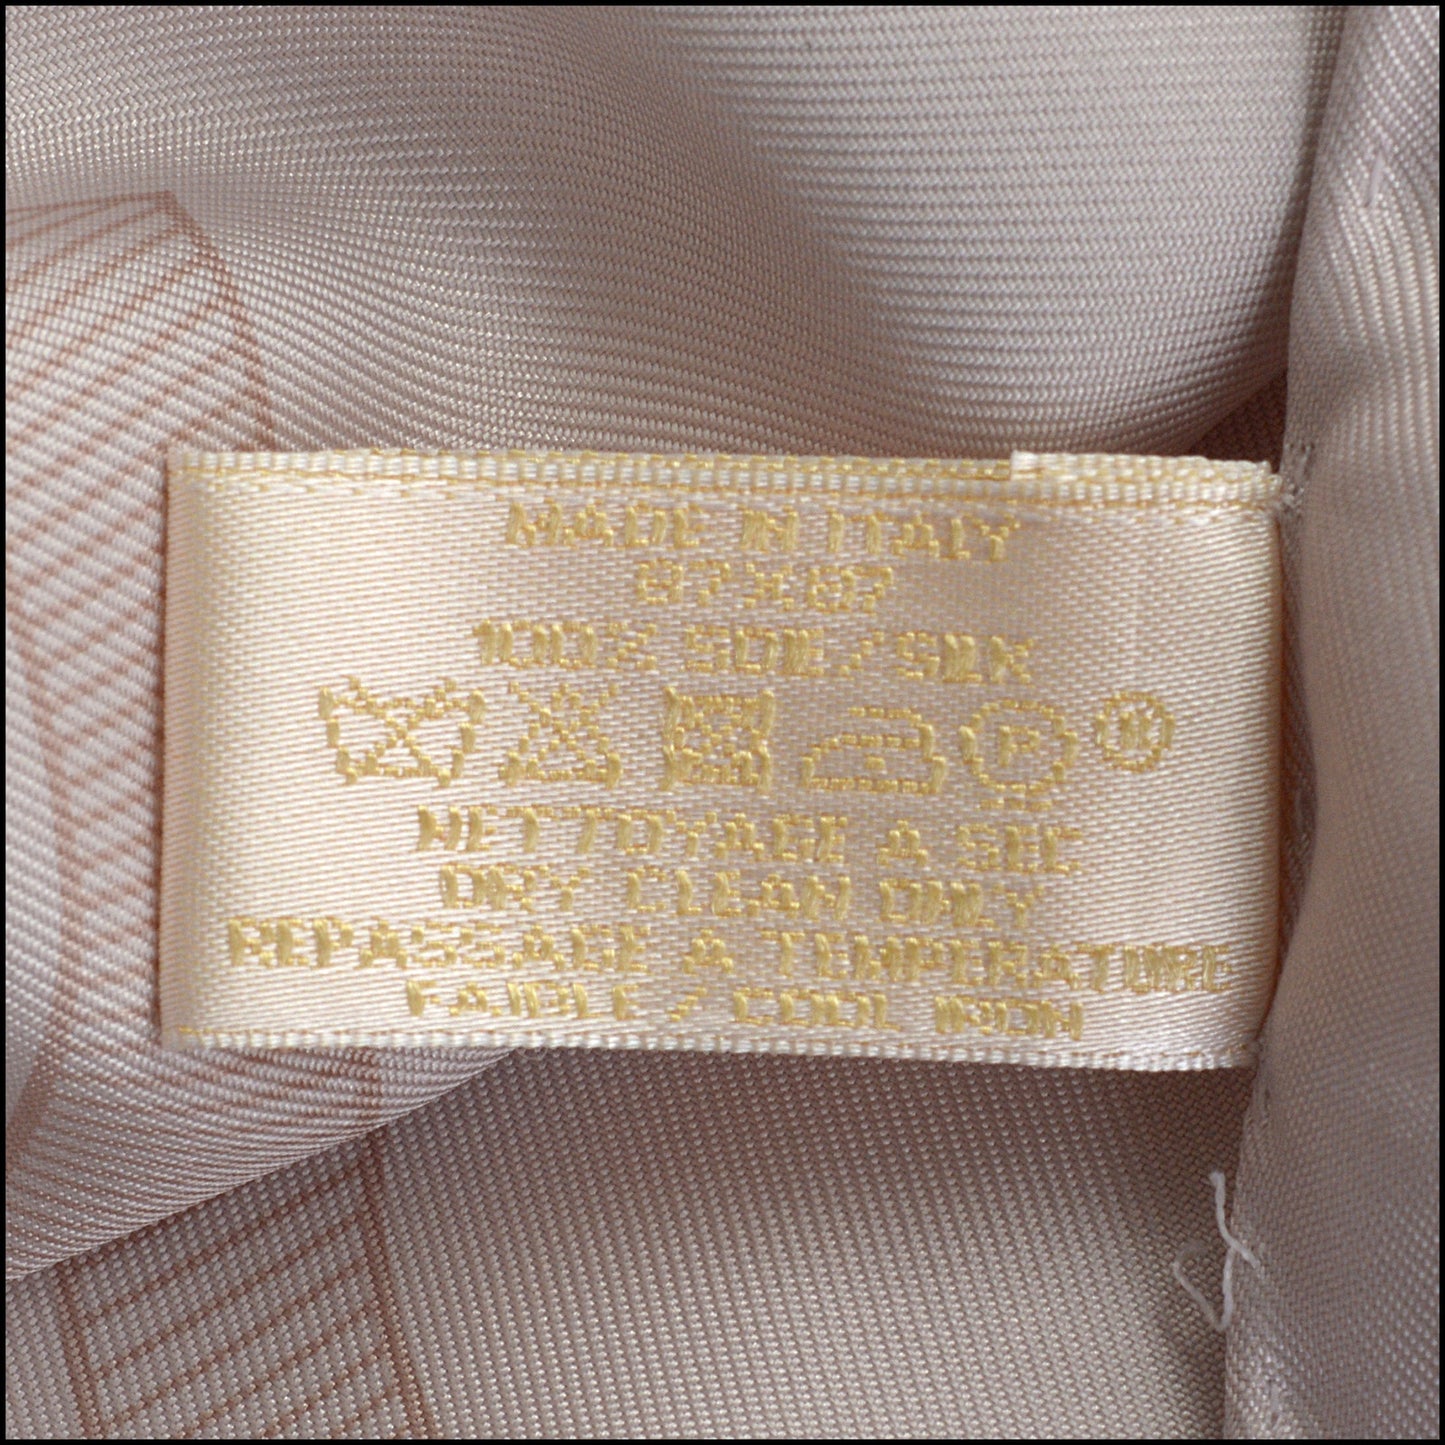 MADE IN ITALY
87X87
100% SOIE/SILK
P ®
NETTOYAGE A SEC
DRY CLEAN ONLY
REPASSAGE A TEMPERATURE
FAIBLE / COOL IRON